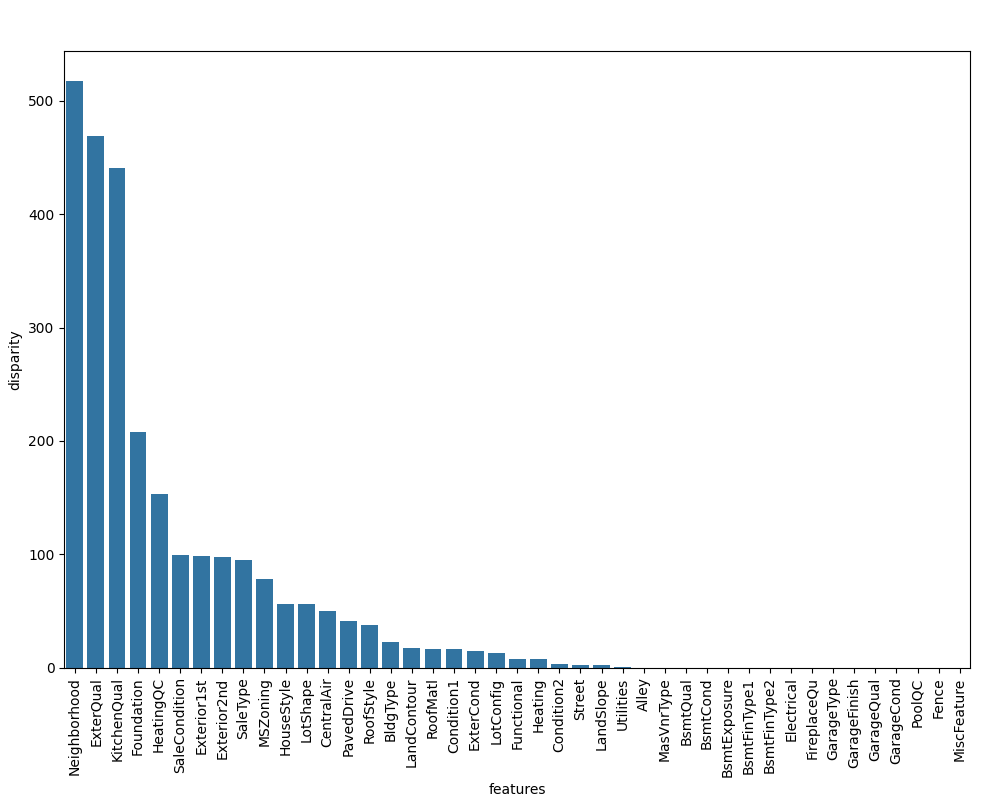 disparity
500
400
300
200
100
0
Neighborhood
ExterQual
KitchenQual
Foundation
HeatingQC
SaleCondition
Exterior1st
Exterior2nd
SaleType
MSZoning
HouseStyle
LotShape
CentralAir
PavedDrive
RoofStyle
BldgType
LandContour
RoofMatl
Condition1
ExterCond
LotConfig
Functional
Heating
Condition2
Street
LandSlope
Utilities
Alley
MasVnrType
BsmtQual
BsmtCond
BsmtExposure
BsmtFinType1
BsmtFinType2
Electrical
FireplaceQu
GarageType
GarageFinish
GarageQual
GarageCond
PoolQC
Fence
MiscFeature
features